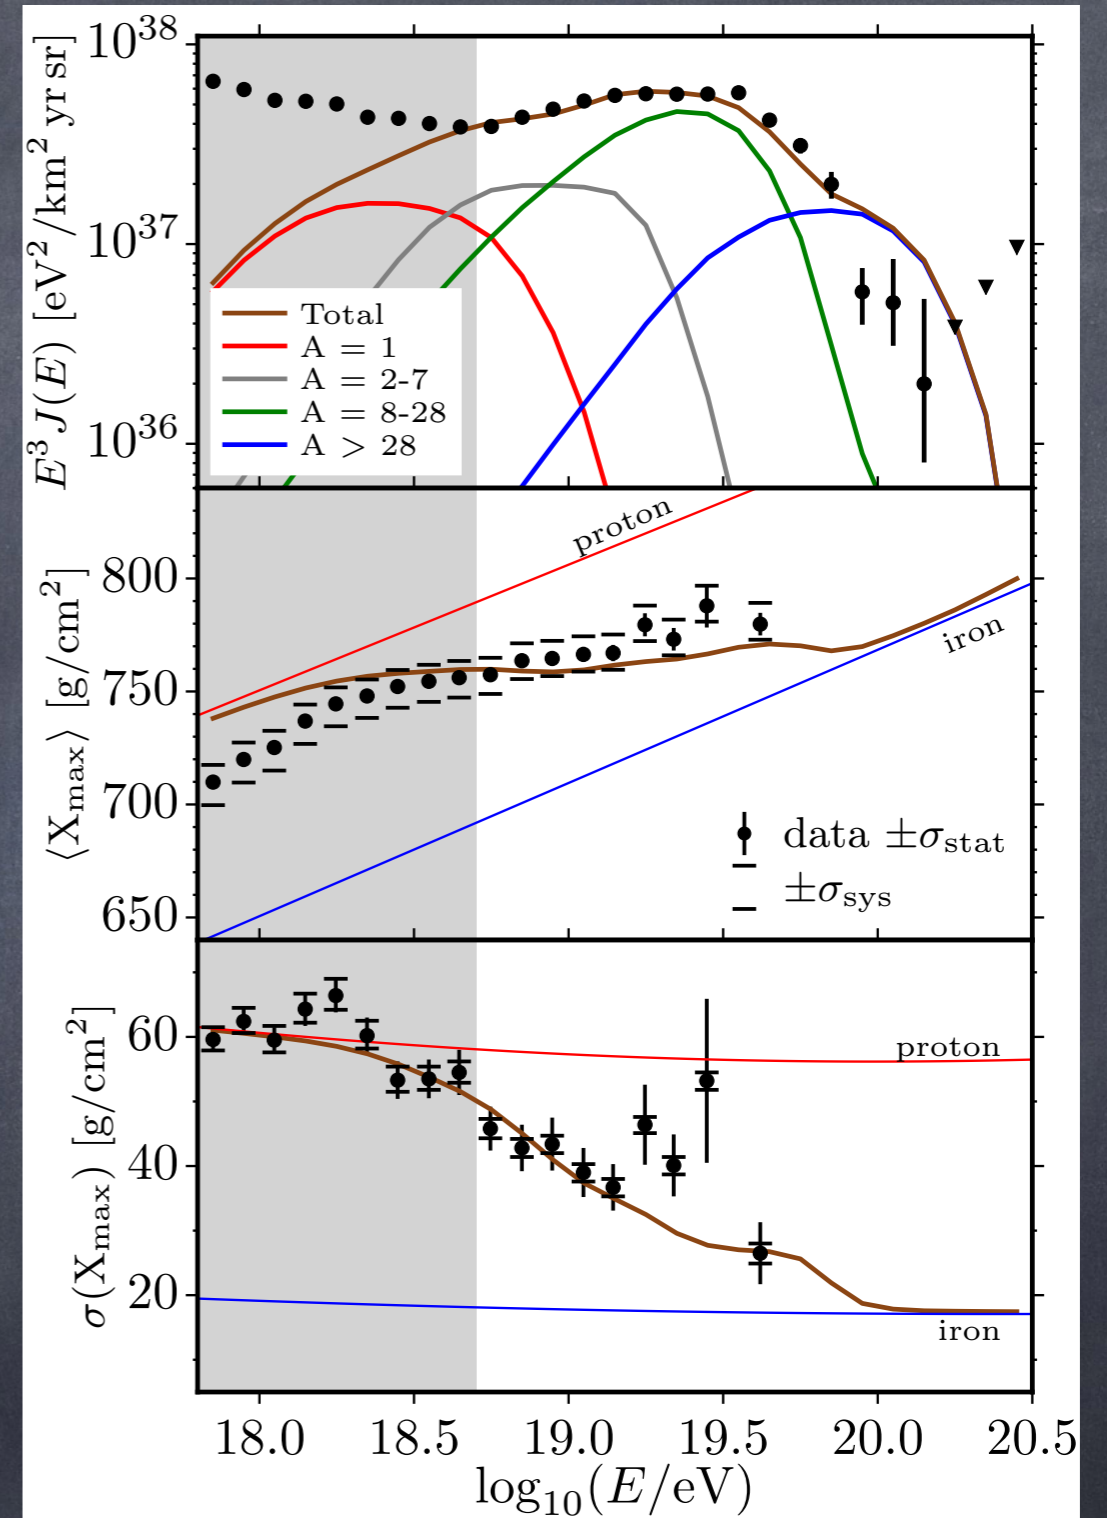 10^38
10^37
10^36
E^3 J(E) [eV^2/km^2 yr sr]
Total
A = 1
A = 2-7
A = 8-28
A > 28
800
750
700
650
⟨X_max⟩ [g/cm^2]
proton
iron
data ±σ_stat
±σ_sys
60
40
20
σ(X_max) [g/cm^2]
proton
iron
18.0 18.5 19.0 19.5 20.0 20.5
log_10(E/eV)